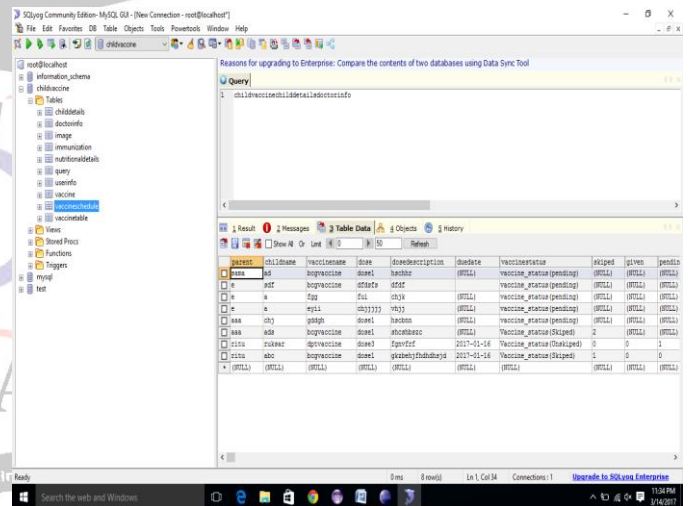 SQLyog Community Edition- MySQL GUI - [New Connection - root@localhost*]
File Edit Favorites DB Table Objects Tools Powertools Window Help
childvaccine
root@localhost
information_schema
childvaccine
Tables
childdetails
doctorinfo
image
immunization
nutritionaldetails
query
userinfo
vaccine
vaccineschedule
vaccinetable
Views
Stored Procs
Functions
Triggers
mysql
test
Reasons for upgrading to Enterprise: Compare the contents of two databases using Data Sync Tool
Query
1 childvaccinechilddetailsdoctorinfo
1 Result 2 Messages 3 Table Data 4 Objects 5 History
Show All Or Limit 0 50 Refresh
parent childname vaccinename dose dosedescription duedate vaccinestatus skiped given pendin
ad bcgvaccine dose1 hschhr (NULL) vaccine_status(pending) (NULL) (NULL) (NULL)
e sdf bcgvaccine dfdsfs dfdf vaccine_status(pending) (NULL) (NULL) (NULL)
e a fgg fui chjk (NULL) vaccine_status(pending) (NULL) (NULL) (NULL)
e a eyii chjjjjj vhjj (NULL) vaccine_status(pending) (NULL) (NULL) (NULL)
aaa chj gddgh dose1 (NULL) vaccine_status(pending) (NULL) (NULL) (NULL)
aaa ads bcgvaccine dose1 (NULL) Vaccine_status(Skiped) 2 (NULL) (NULL)
ritu ruksar dptvaccine dose3 fgnvfrf 2017-01-16 Vaccine_status(Unskiped) 0 0 1
ritu abc bcgvaccine dose1 gkzbehjfhdhdhsjd 2017-01-16 Vaccine_status(Skiped) 1 0 0
* (NULL) (NULL) (NULL) (NULL) (NULL) (NULL) (NULL) (NULL) (NULL) (NULL)
Ready 0 ms 8 row(s) Ln 1, Col 34 Connections: 1 Upgrade to SQLyog Enterprise
Search the web and Windows
11:34 PM
3/14/2017